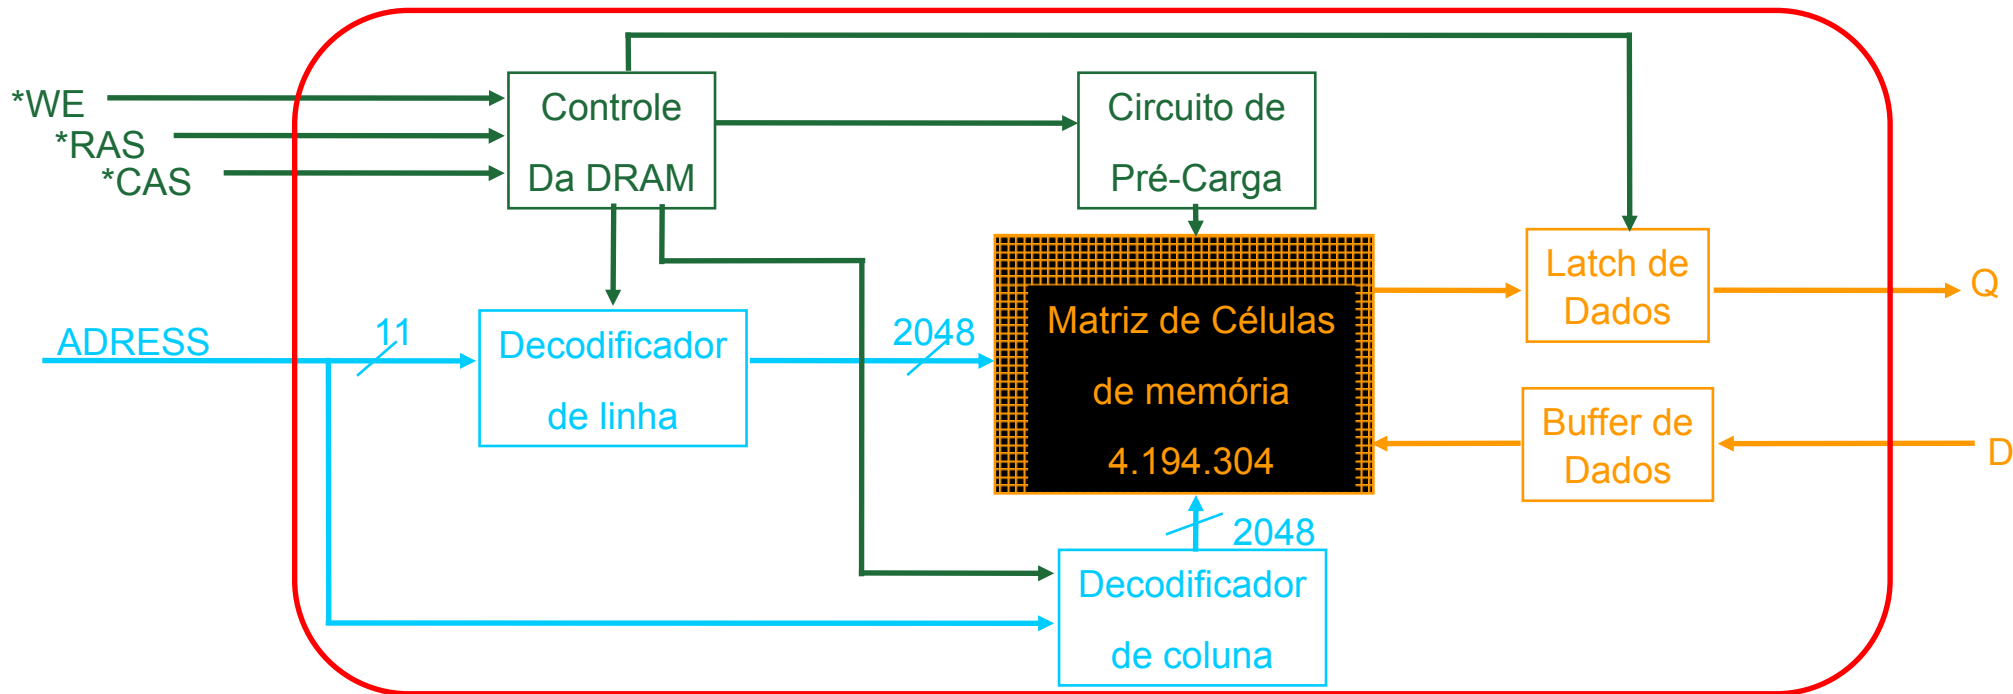 *WE
*RAS
*CAS
Controle
Da DRAM
Circuito de
Pré-Carga
ADRESS
11
Decodificador
de linha
2048
Matriz de Células
de memória
4.194.304
Latch de
Dados
Q
Buffer de
Dados
D
2048
Decodificador
de coluna